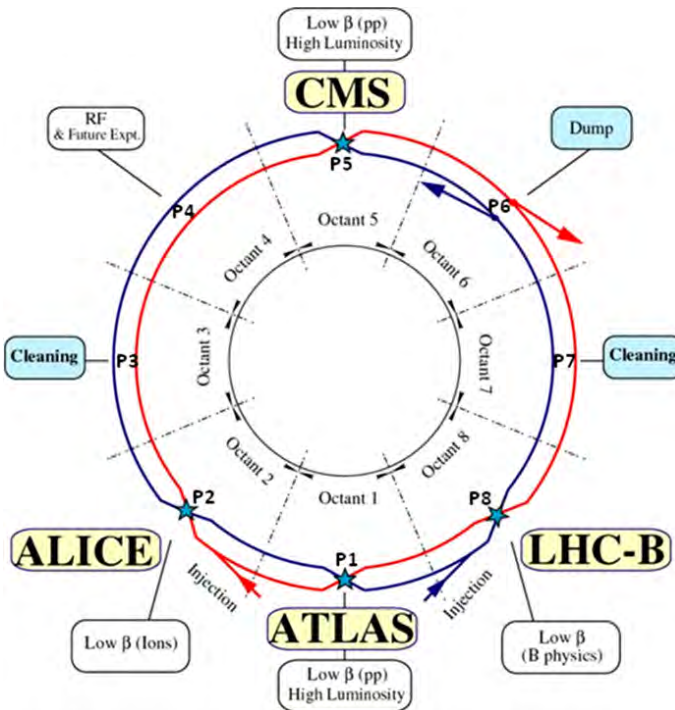 Low β (pp)
High Luminosity
CMS
RF
& Future Expt.
Dump
P5
P4
P6
Octant 5
Octant 4
Octant 6
Cleaning
P3
Octant 3
Octant 7
P7
Cleaning
Octant 2
Octant 8
P2
Octant 1
P8
ALICE
LHC-B
Injection
P1
Injection
ATLAS
Low β (Ions)
Low β
(B physics)
Low β (pp)
High Luminosity